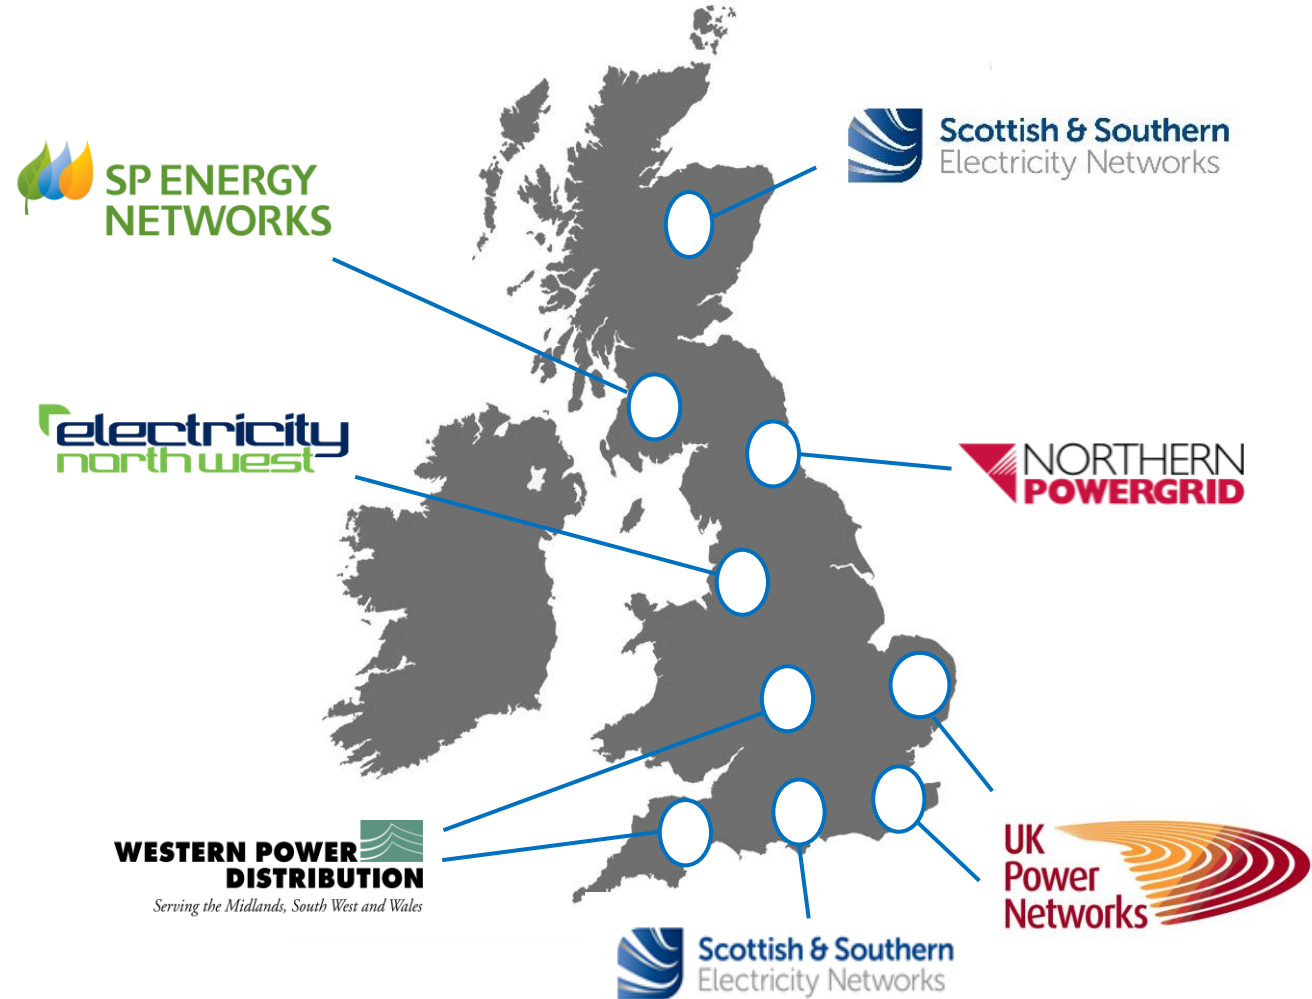 Scottish & Southern
Electricity Networks
SP ENERGY
NETWORKS
electricity
north west
NORTHERN
POWERGRID
WESTERN POWER
DISTRIBUTION
Serving the Midlands, South West and Wales
UK
Power
Networks
Scottish & Southern
Electricity Networks